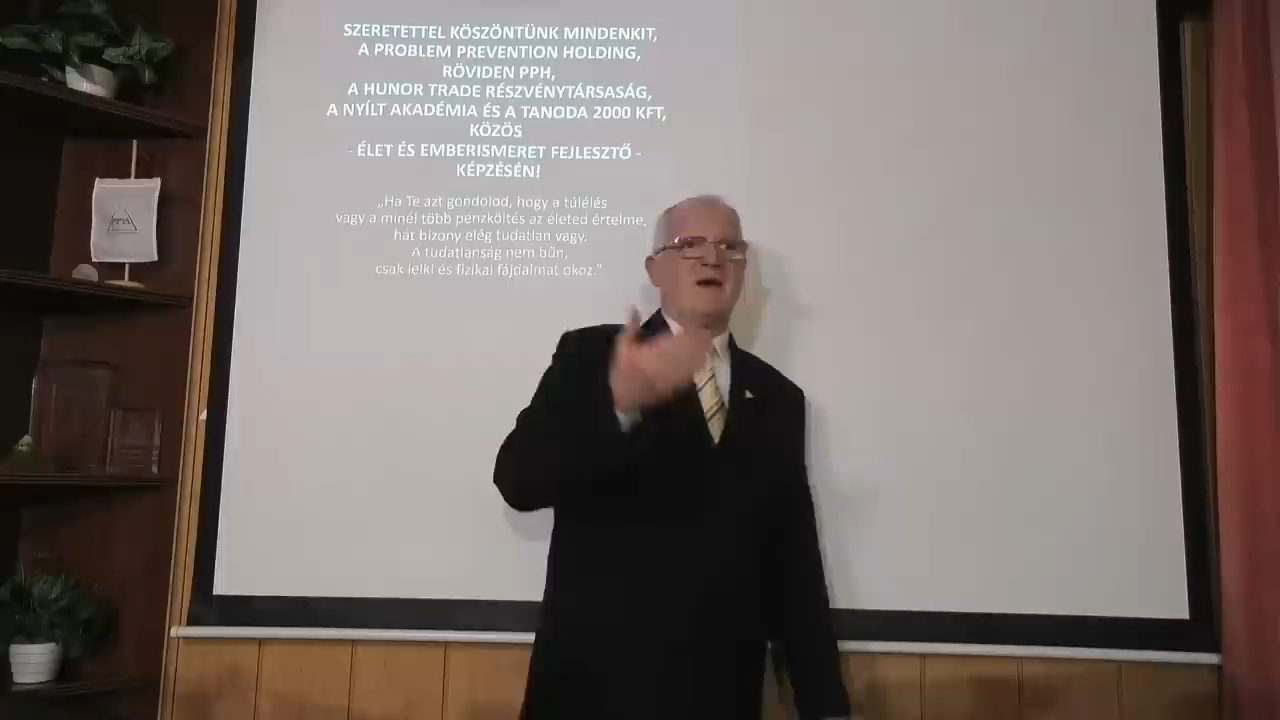 SZERETETTEL KÖSZÖNTÜNK MINDENKIT,
A PROBLEM PREVENTION HOLDING,
RÖVIDEN PPH,
A HUNOR TRADE RÉSZVÉNYTÁRSASÁG,
A NYÍLT AKADÉMIA ÉS A TANODA 2000 KFT,
KÖZÖS
- ÉLET ÉS EMBERISMERET FEJLESZTŐ -
KÉPZÉSÉN!
„Ha Te azt gondolod, hogy a túlélés
vagy a minél több pénzköltés az életed értelme,
hát bizony elég tudatlan vagy.
A tudatlanság nem bűn,
csak lelki és fizikai fájdalmat okoz."